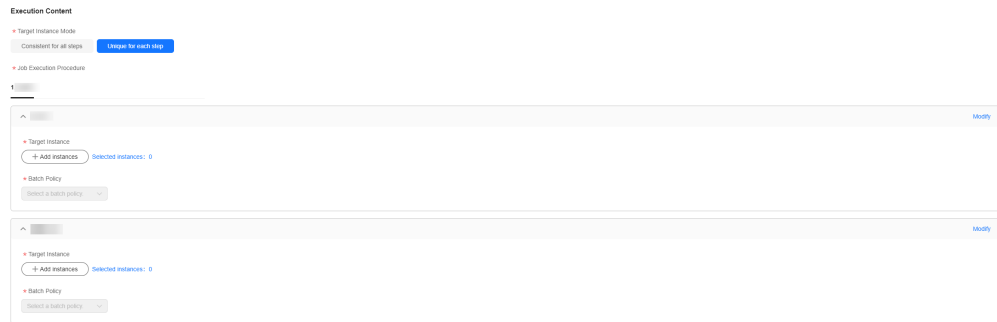 Execution Content
* Target Instance Mode
Consistent for all steps Unique for each step
* Job Execution Procedure
1
Modify
* Target Instance
+ Add instances Selected instances: 0
* Batch Policy
Select a batch policy
Modify
* Target Instance
+ Add instances Selected instances: 0
* Batch Policy
Select a batch policy